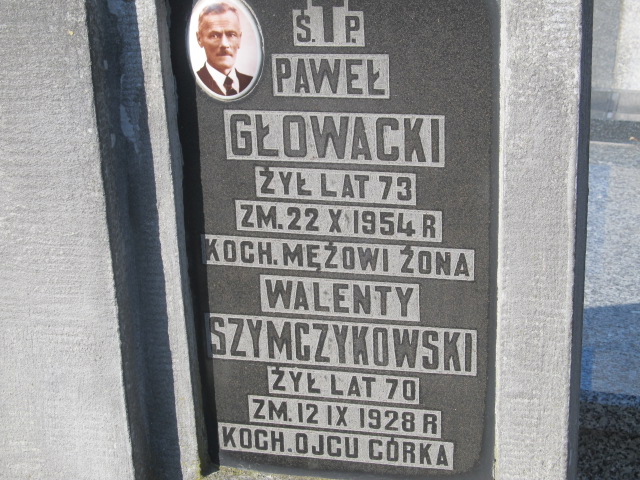 Ś.P.
PAWEŁ
GŁOWACKI
ŻYŁ LAT 73
ZM. 22 X 1954 R
KOCH. MĘŻOWI ŻONA
WALENTY
SZYMCZYKOWSKI
ŻYŁ LAT 70
ZM. 12 IX 1928 R
KOCH. OJCU CÓRKA